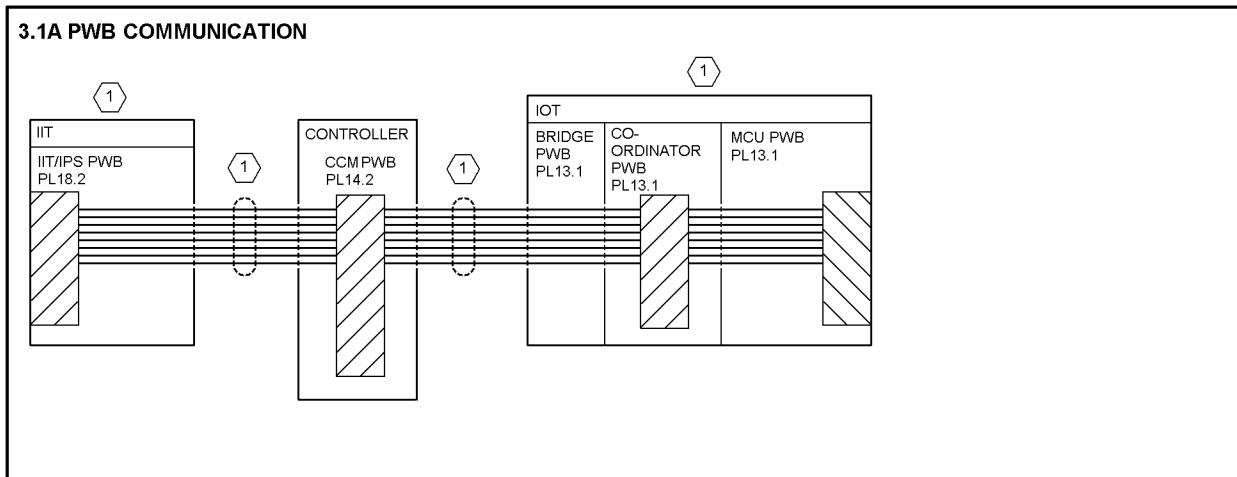 3.1A PWB COMMUNICATION
1
1
IIT
IIT/IPS PWB
PL18.2
1
CONTROLLER
CCM PWB
PL14.2
1
IOT
BRIDGE
PWB
PL13.1
CO-
ORDINATOR
PWB
PL13.1
MCU PWB
PL13.1